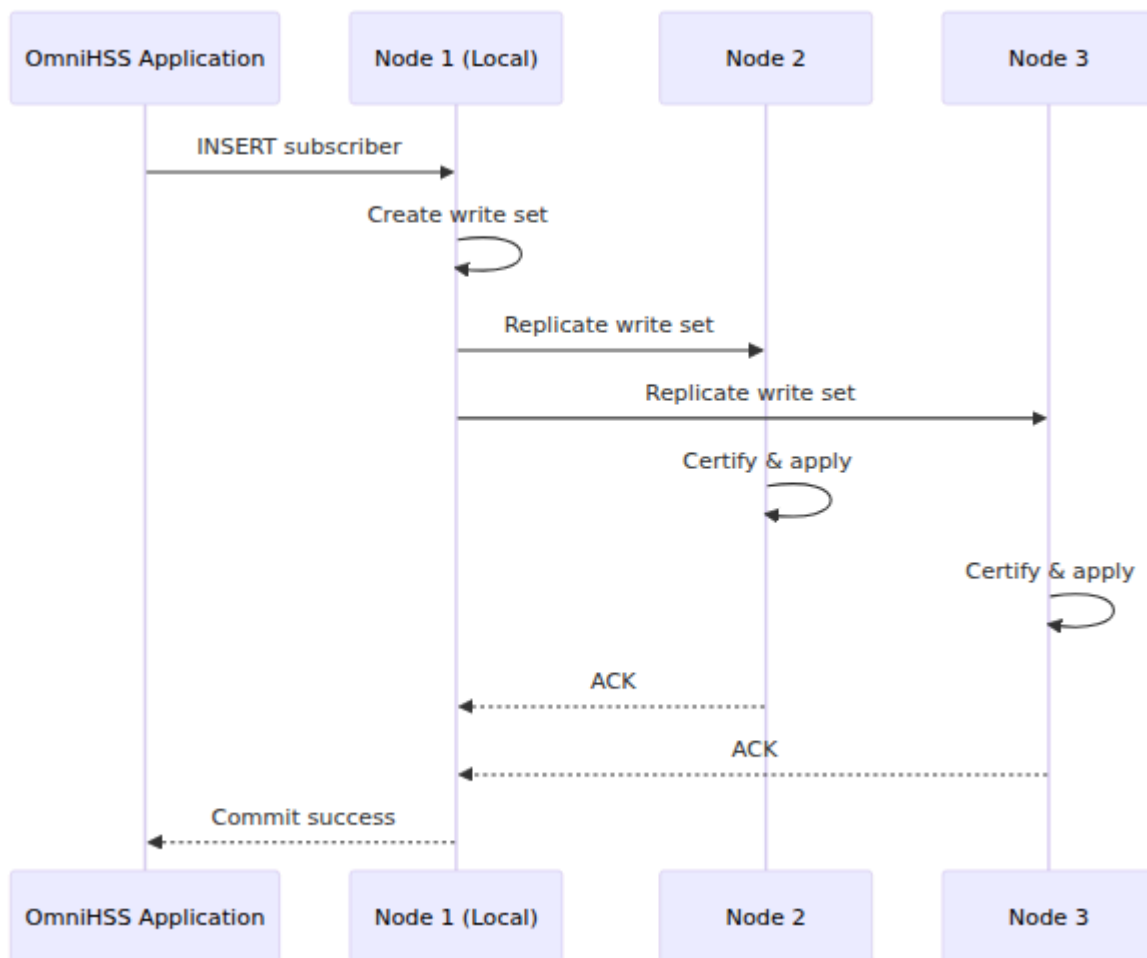 OmniHSS Application
Node 1 (Local)
Node 2
Node 3
INSERT subscriber
Create write set
Replicate write set
Replicate write set
Certify & apply
Certify & apply
ACK
ACK
Commit success
OmniHSS Application
Node 1 (Local)
Node 2
Node 3